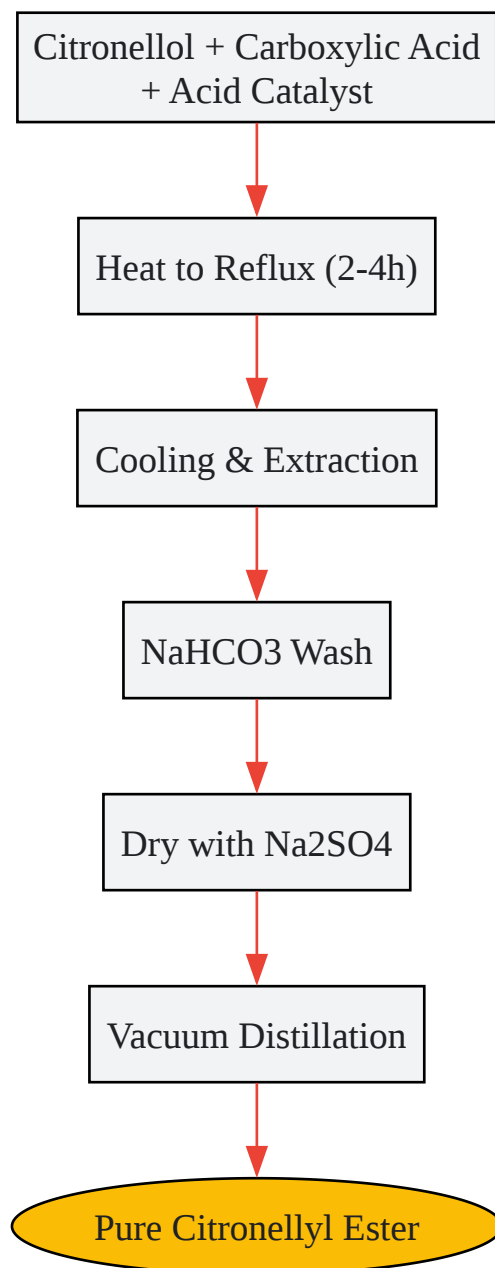 Citronellol + Carboxylic Acid
+ Acid Catalyst
Heat to Reflux (2-4h)
Cooling & Extraction
NaHCO3 Wash
Dry with Na2SO4
Vacuum Distillation
Pure Citronellyl Ester